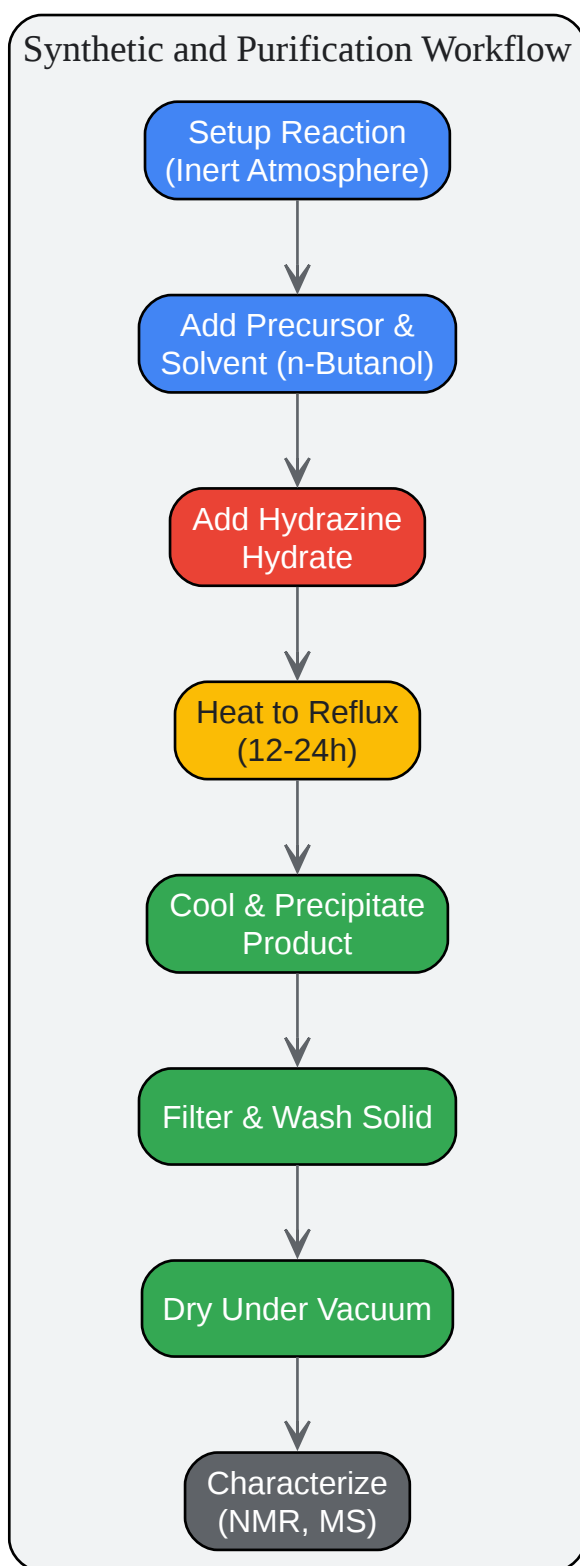 Synthetic and Purification Workflow
Setup Reaction
(Inert Atmosphere)
Add Precursor &
Solvent (n-Butanol)
Add Hydrazine
Hydrate
Heat to Reflux
(12-24h)
Cool & Precipitate
Product
Filter & Wash Solid
Dry Under Vacuum
Characterize
(NMR, MS)